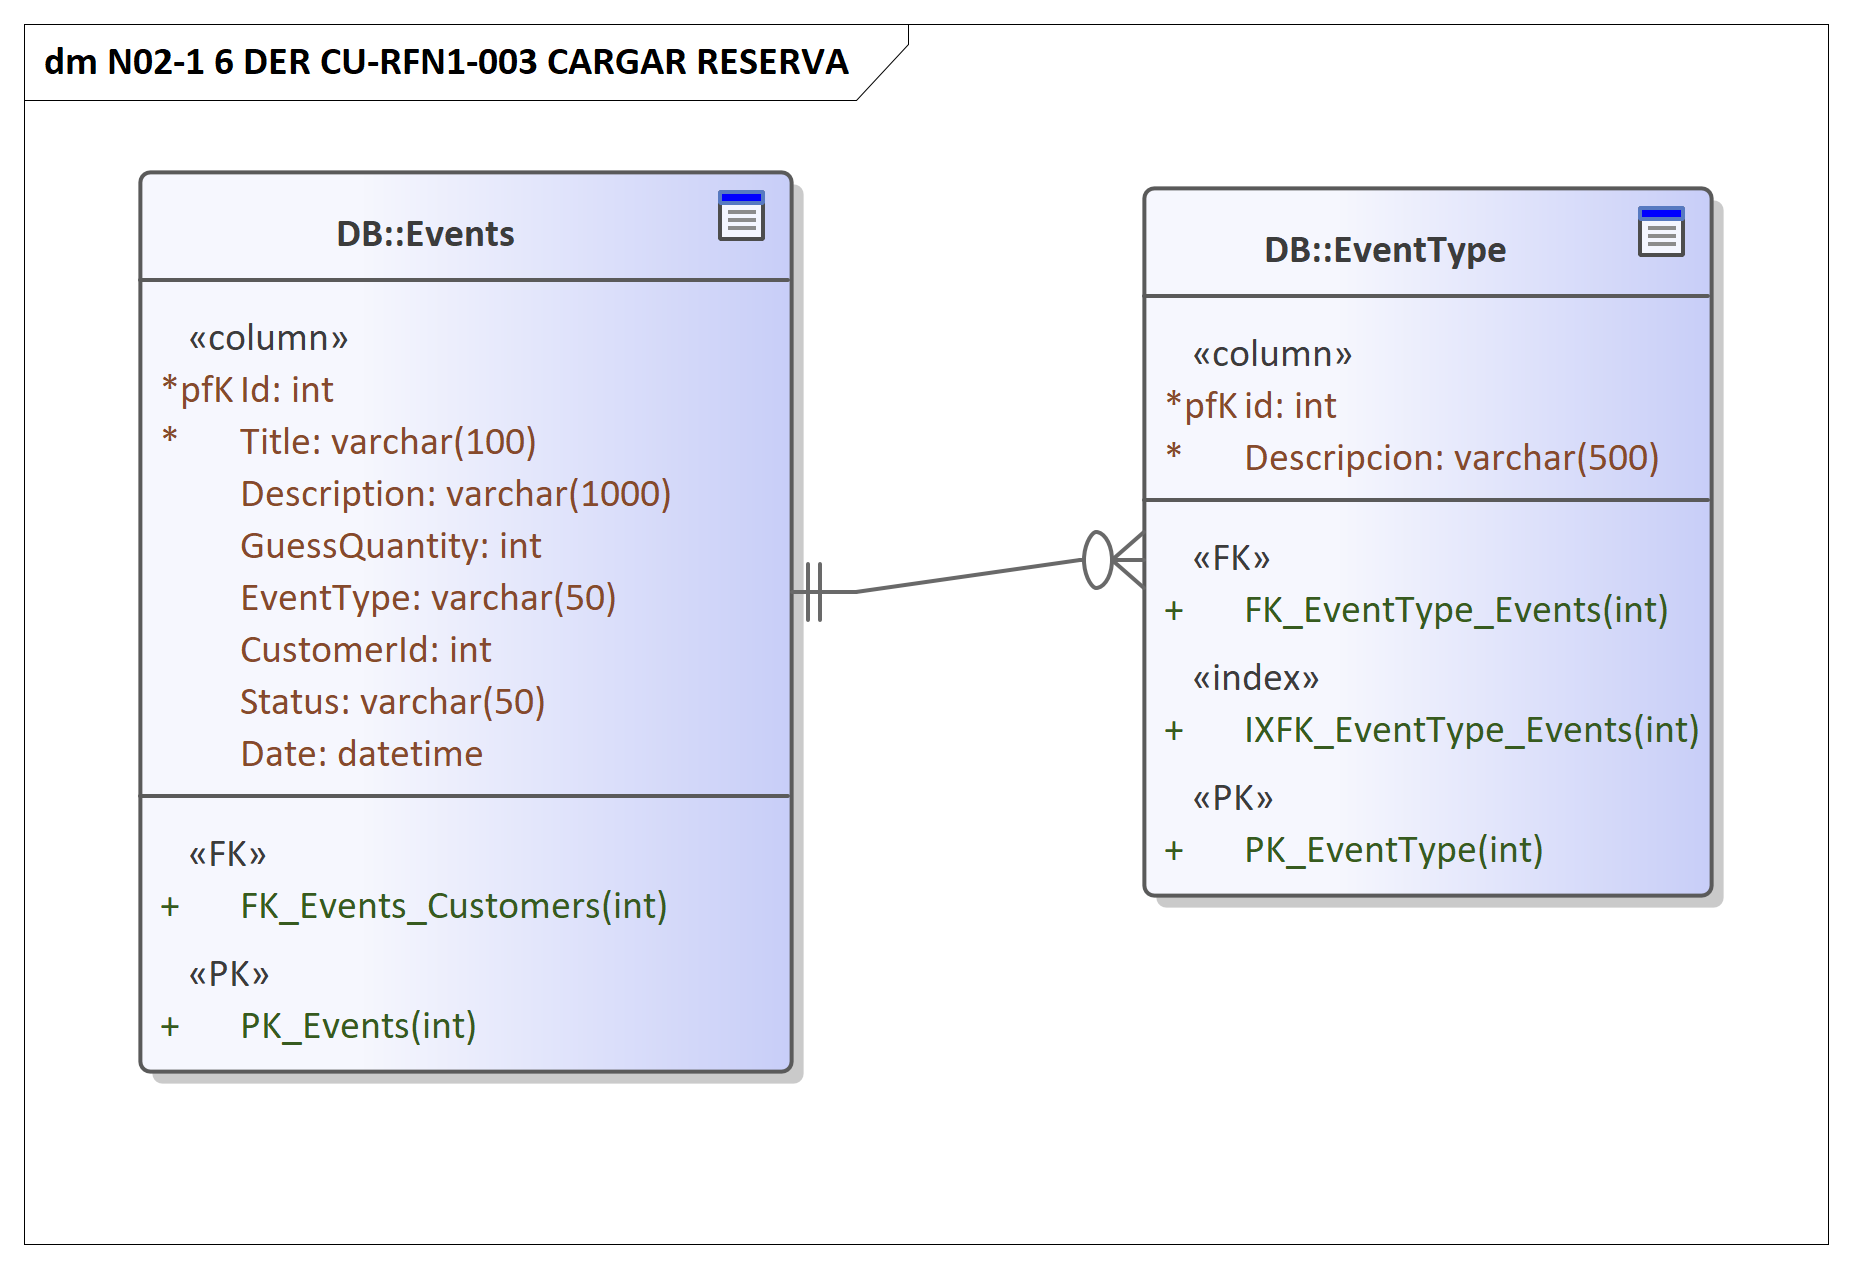 dm N02-1 6 DER CU-RFN1-003 CARGAR RESERVA
DB::Events
«column»
*pfK Id: int
* Title: varchar(100)
Description: varchar(1000)
GuessQuantity: int
EventType: varchar(50)
CustomerId: int
Status: varchar(50)
Date: datetime
«FK»
+ FK_Events_Customers(int)
«PK»
+ PK_Events(int)
DB::EventType
«column»
*pfK id: int
* Descripcion: varchar(500)
«FK»
+ FK_EventType_Events(int)
«index»
+ IXFK_EventType_Events(int)
«PK»
+ PK_EventType(int)